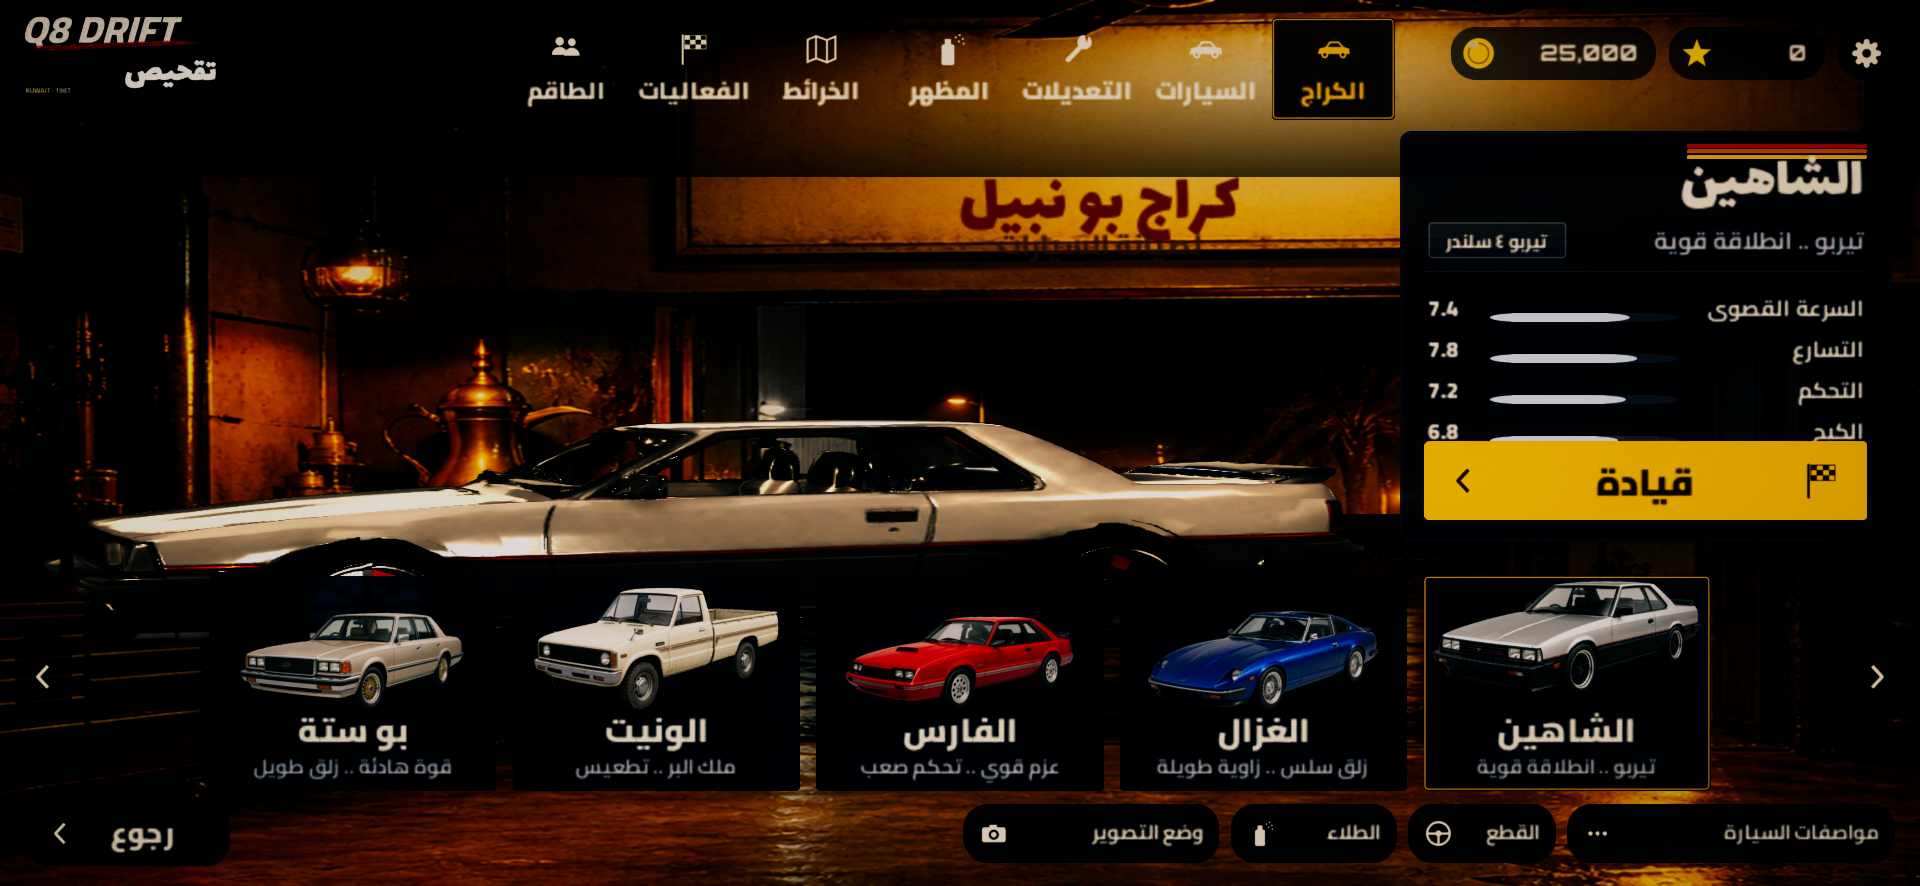 Q8 DRIFT
تفحيص
KUWAIT · 1987
الكراج
السيارات
التعديلات
المظهر
الخرائط
الفعاليات
الطاقم
25,000
0
كراج بو نبيل
الشاهين
تيربو .. انطلاقة قوية
تيربو ٤ سلندر
السرعة القصوى 7.4
التسارع 7.8
التحكم 7.2
الكبح 6.8
قيادة
الشاهين
تيربو .. انطلاقة قوية
الغزال
زلق سلس .. زاوية طويلة
الفارس
عزم قوي .. تحكم صعب
الونيت
ملك البر .. تطعيس
بو ستة
قوة هادئة .. زلق طويل
مواصفات السيارة
القطع
الطلاء
وضع التصوير
رجوع